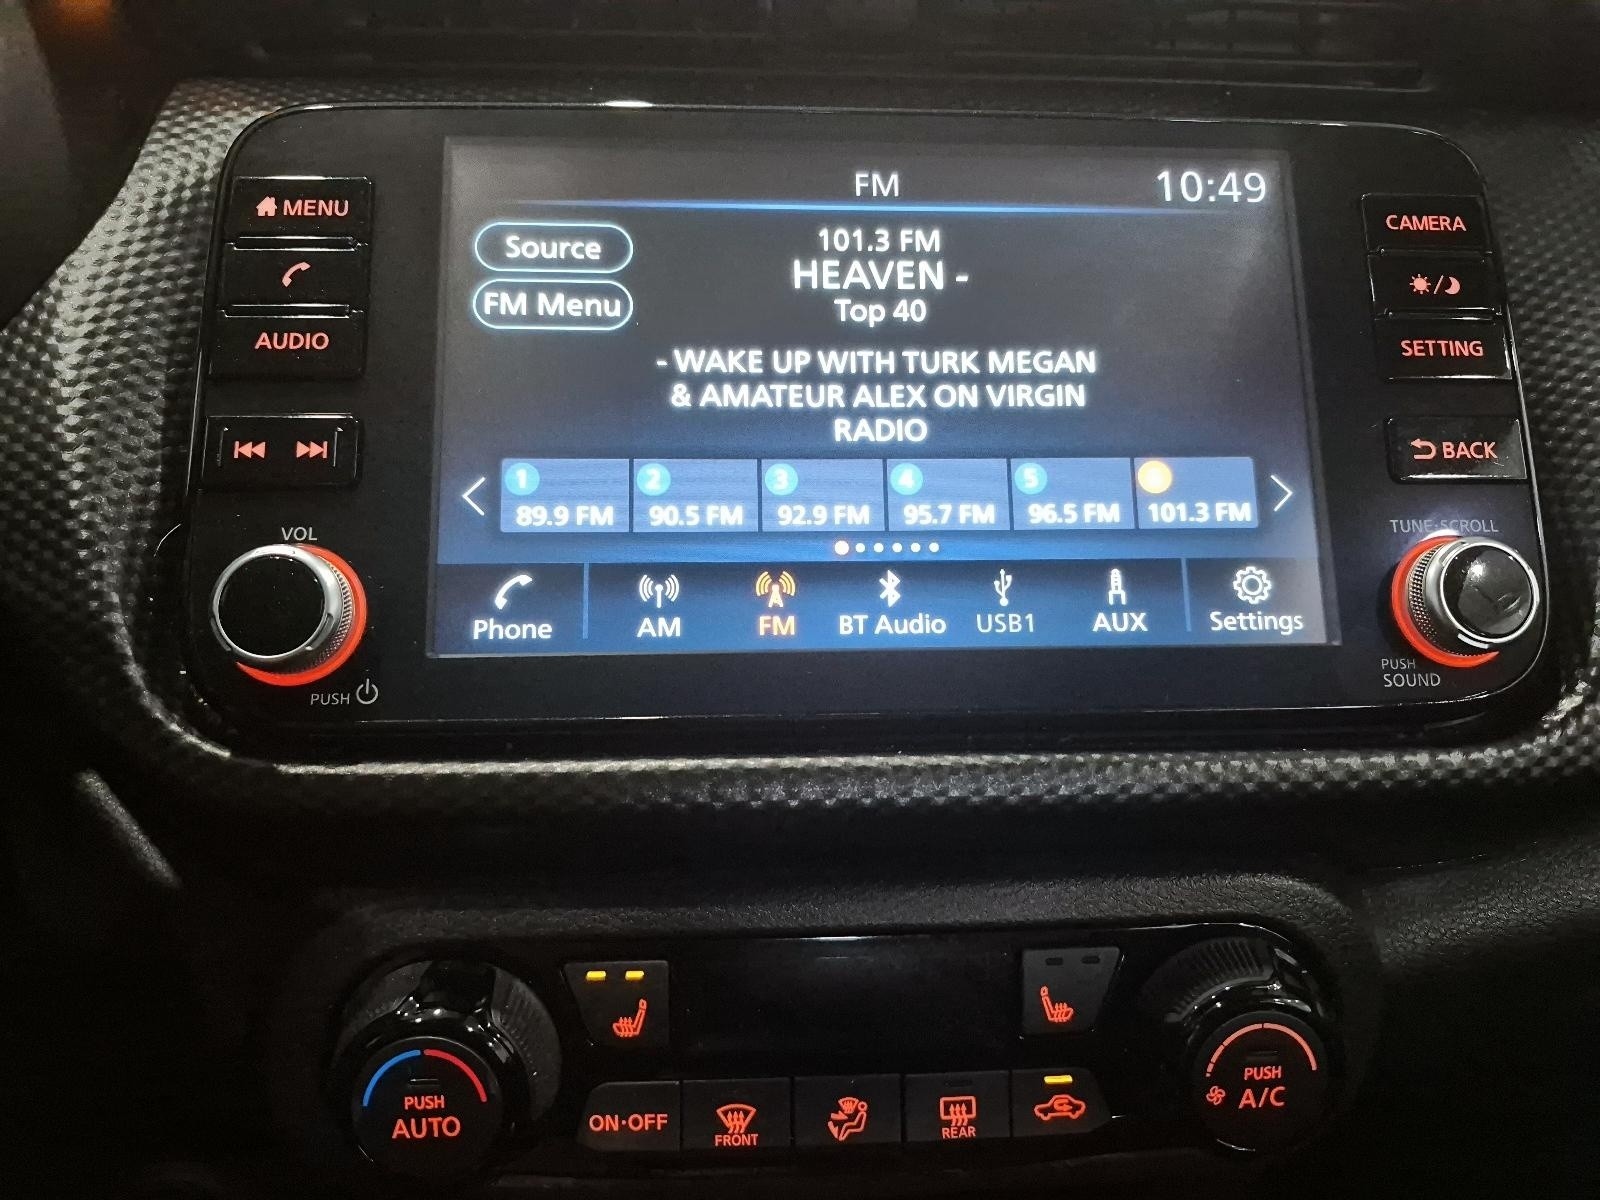 MENU
AUDIO
VOL
PUSH
FM
10:49
Source
FM Menu
101.3 FM
HEAVEN -
Top 40
- WAKE UP WITH TURK MEGAN
& AMATEUR ALEX ON VIRGIN
RADIO
1
2
3
4
5
89.9 FM
90.5 FM
92.9 FM
95.7 FM
96.5 FM
101.3 FM
Phone
AM
FM
BT Audio
USB1
AUX
Settings
CAMERA
SETTING
BACK
TUNE·SCROLL
PUSH
SOUND
PUSH
AUTO
ON·OFF
FRONT
REAR
PUSH
A/C